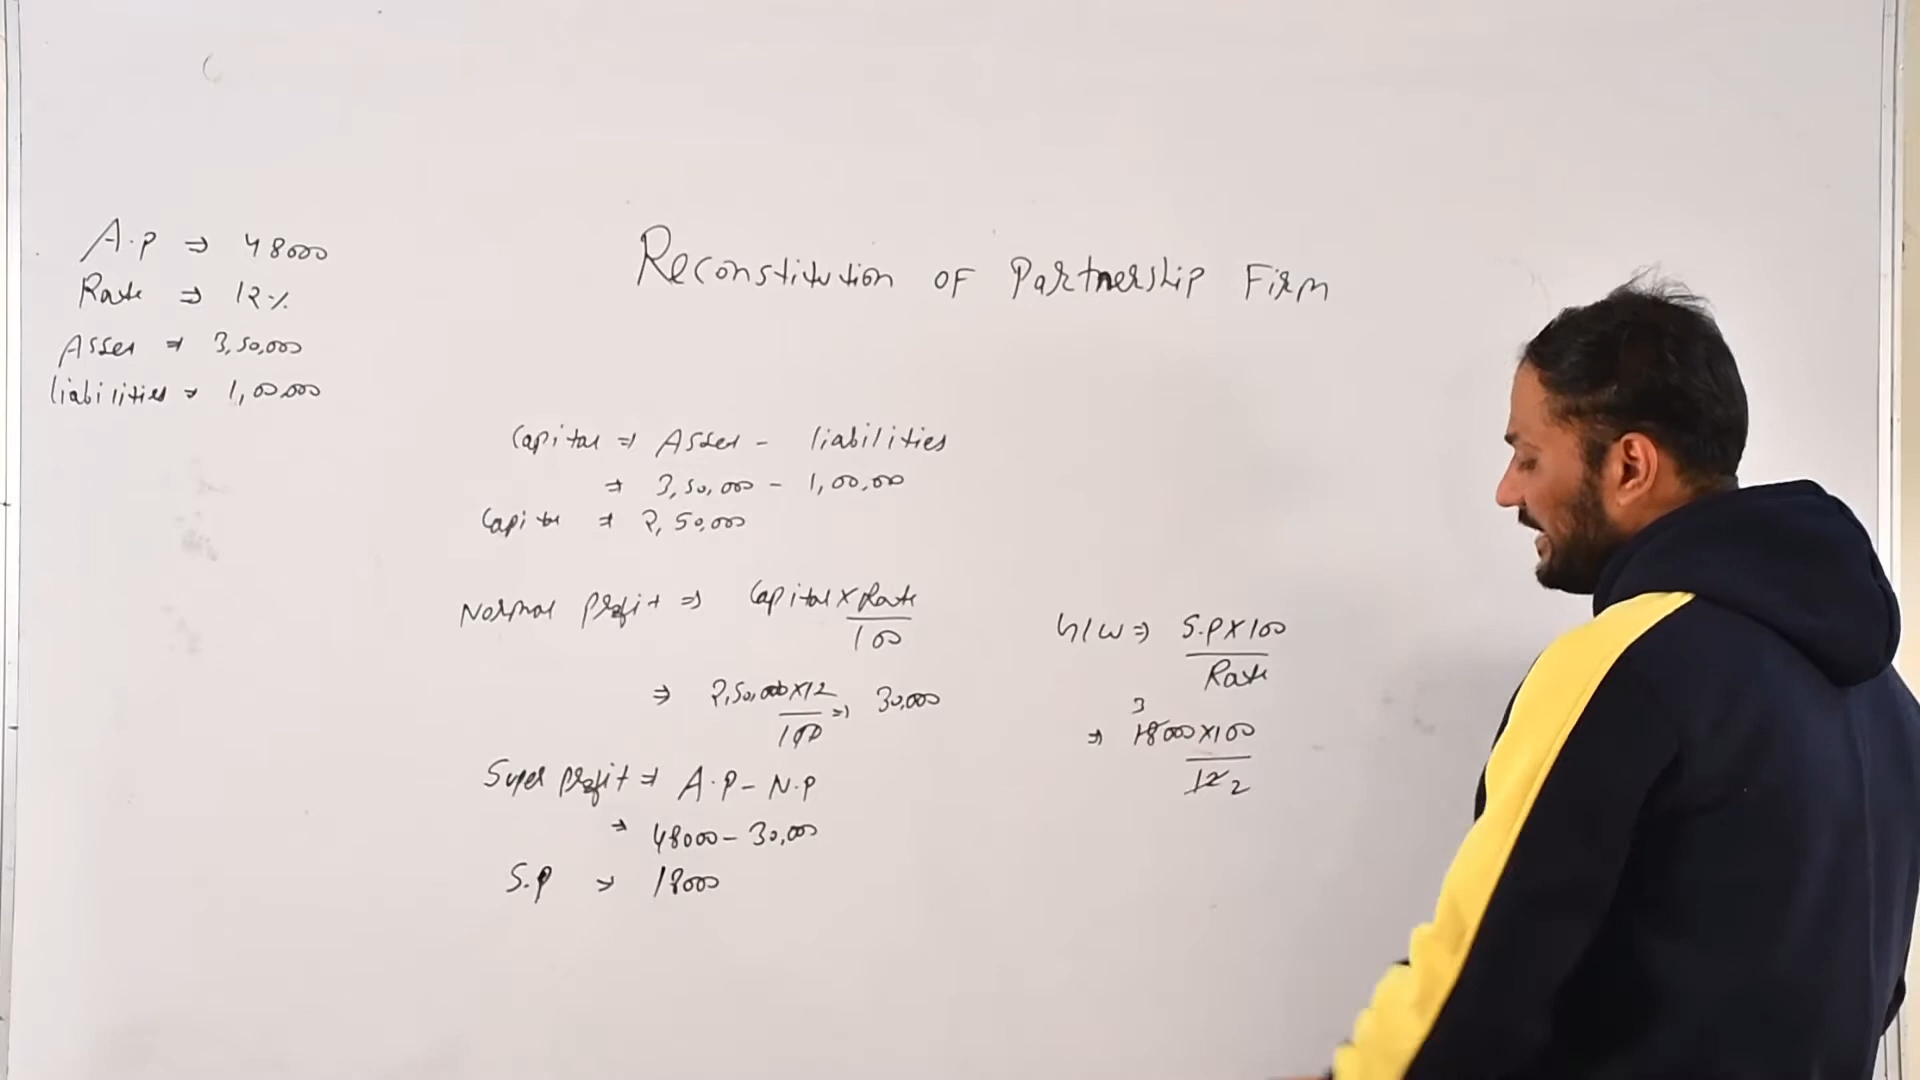 A.P ⇒ 48000
Rate ⇒ 12%
Asset ⇒ 3,50,000
liabilities ⇒ 1,00,000
Reconstitution OF Partnership Firm
Capital ⇒ Asset - liabilities
⇒ 3,50,000 - 1,00,000
Capital ⇒ 2,50,000
Normal profit ⇒ Capital X Rate
100
⇒ 2,50,000 X 12
100
⇒ 30,000
Super profit ⇒ A.P - N.P
⇒ 48000 - 30,000
S.P ⇒ 18000
G/W ⇒ S.P X 100
Rate
3
⇒ 18000 X 100
12 2